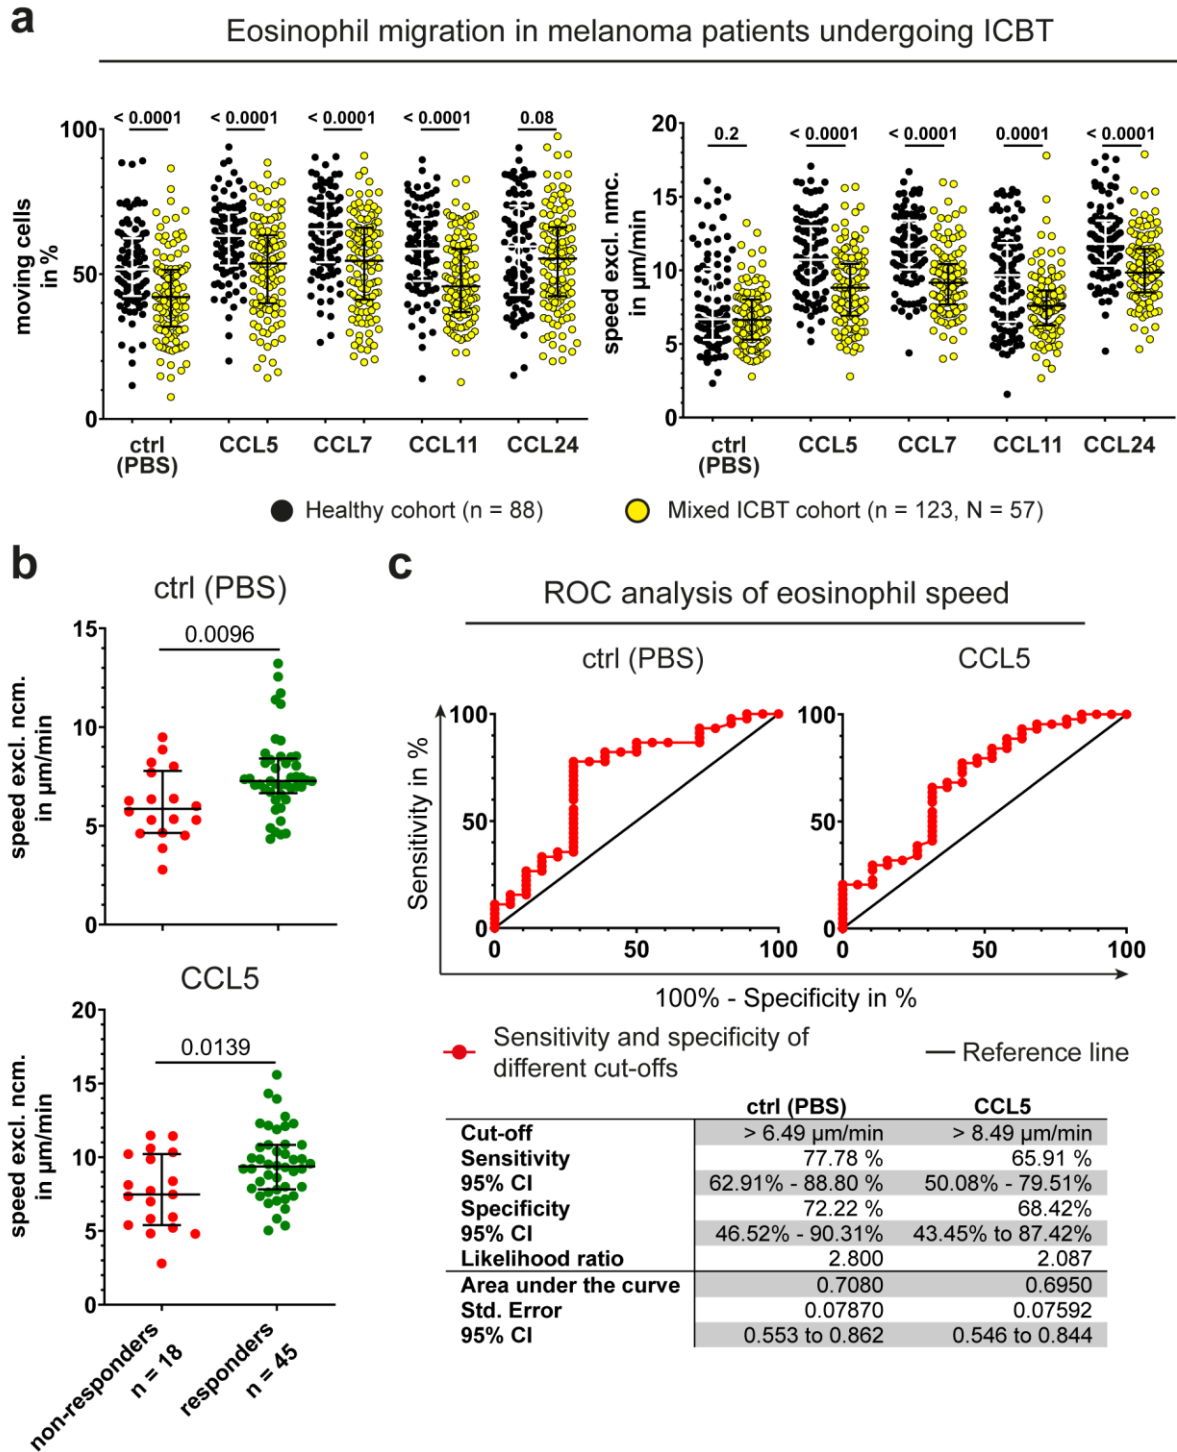 a
Eosinophil migration in melanoma patients undergoing ICBT
< 0.0001 < 0.0001 < 0.0001 < 0.0001 0.08
100
50
0
moving cells
in %
ctrl
(PBS)
CCL5 CCL7 CCL11 CCL24
0.2 < 0.0001 < 0.0001 0.0001 < 0.0001
20
15
10
5
0
speed excl. nmc.
in µm/min
ctrl
(PBS)
CCL5 CCL7 CCL11 CCL24
Healthy cohort (n = 88)
Mixed ICBT cohort (n = 123, N = 57)
b
ctrl (PBS)
0.0096
15
10
5
0
speed excl. ncm.
in µm/min
CCL5
0.0139
20
15
10
5
0
speed excl. ncm.
in µm/min
non-responders
n = 18
responders
n = 45
c
ROC analysis of eosinophil speed
ctrl (PBS)
CCL5
Sensitivity in %
100
50
0
0 50 100
100
50
0
0 50 100
100% - Specificity in %
Sensitivity and specificity of
different cut-offs
Reference line
ctrl (PBS) CCL5
Cut-off > 6.49 µm/min > 8.49 µm/min
Sensitivity 77.78 % 65.91 %
95% CI 62.91% - 88.80 % 50.08% - 79.51%
Specificity 72.22 % 68.42%
95% CI 46.52% - 90.31% 43.45% to 87.42%
Likelihood ratio 2.800 2.087
Area under the curve 0.7080 0.6950
Std. Error 0.07870 0.07592
95% CI 0.553 to 0.862 0.546 to 0.844